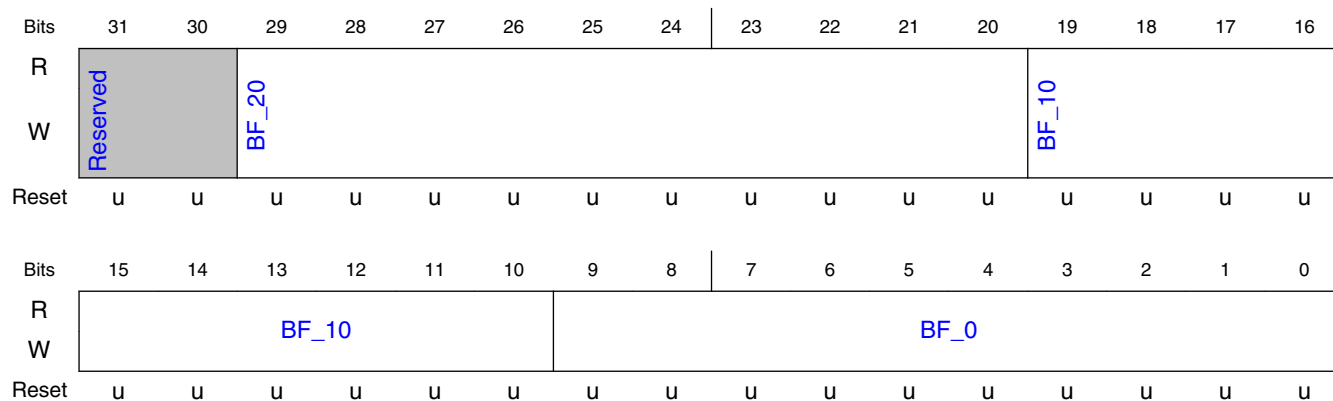 Bits 31 30 29 28 27 26 25 24 23 22 21 20 19 18 17 16
R
W
Reserved BF_20 BF_10
Reset u u u u u u u u u u u u u u u u
Bits 15 14 13 12 11 10 9 8 7 6 5 4 3 2 1 0
R
BF_10 BF_0
W
Reset u u u u u u u u u u u u u u u u